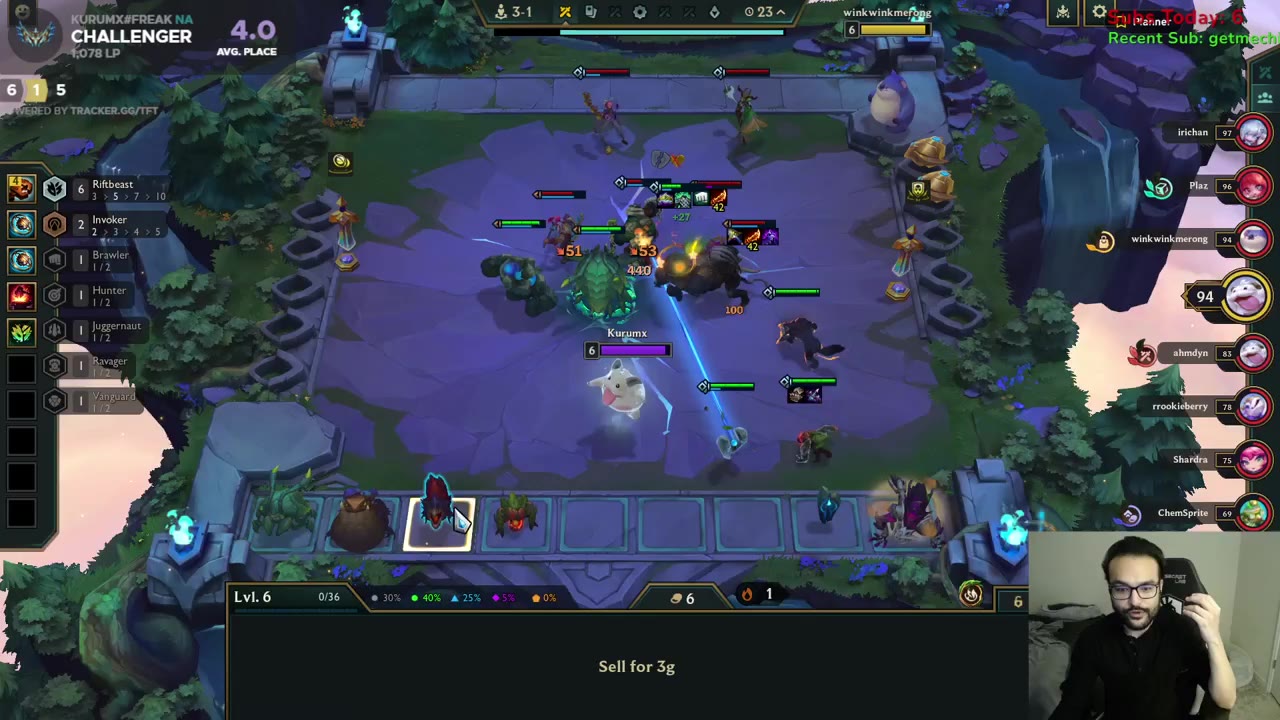 KURUMX#FREAK NA
CHALLENGER
1,078 LP
4.0
AVG. PLACE
6 1 5
WERED BY TRACKER.GG/TFT
3-1
23
winkwinkmerong
6
Planner
Subs Today: 6
Recent Sub: getmech
6 Riftbeast
3 > 5 > 7 > 10
2 Invoker
2 > 3 > 4 > 5
1 Brawler
1 / 2
1 Hunter
1 / 2
1 Juggernaut
1 / 2
1 Ravager
1 / 2
1 Vanguard
1 / 2
irichan 97
Plaz 96
winkwinkmerong 94
94
ahmdyn 83
rrookieberry 78
Shardra 75
ChemSprite 69
42
+27
42
51
53
440
100
Kurumx
6
Lvl. 6 0/36
30% 40% 25% 5% 0%
6
1
6
Sell for 3g